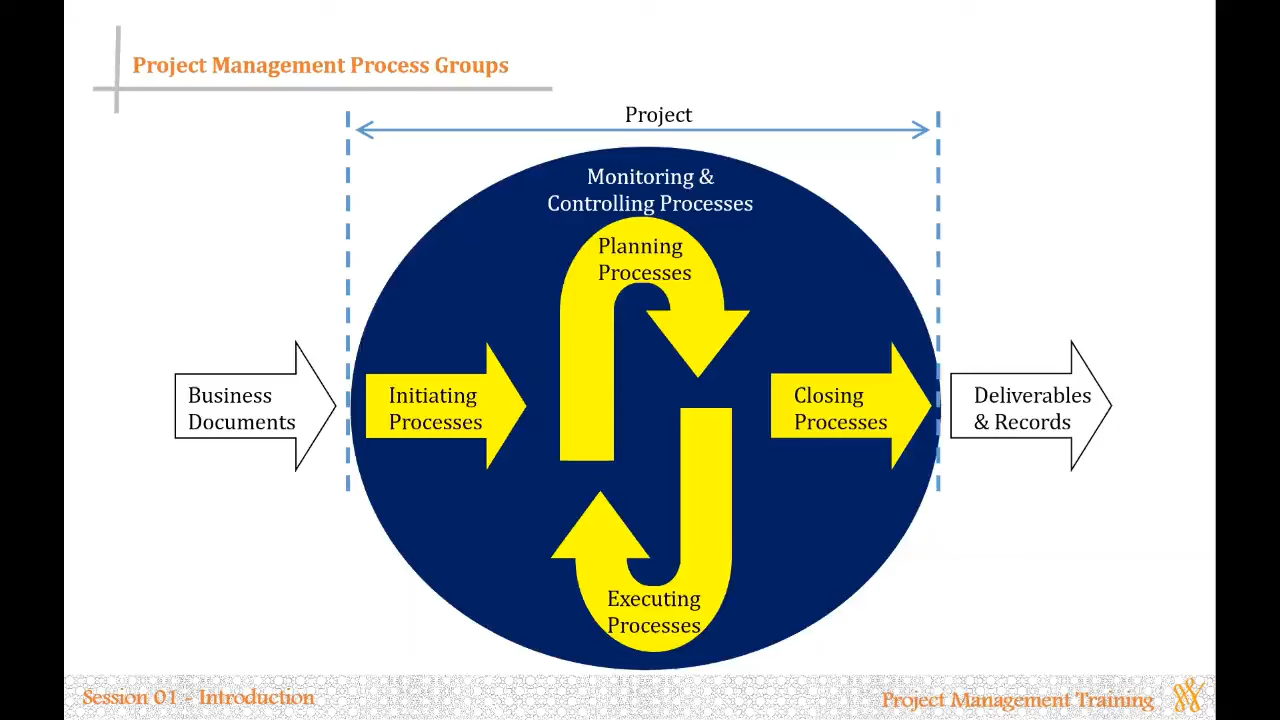 Project Management Process Groups
Project
Monitoring &
Controlling Processes
Planning
Processes
Business
Documents
Initiating
Processes
Closing
Processes
Deliverables
& Records
Executing
Processes
Session 01 - Introduction
Project Management Training